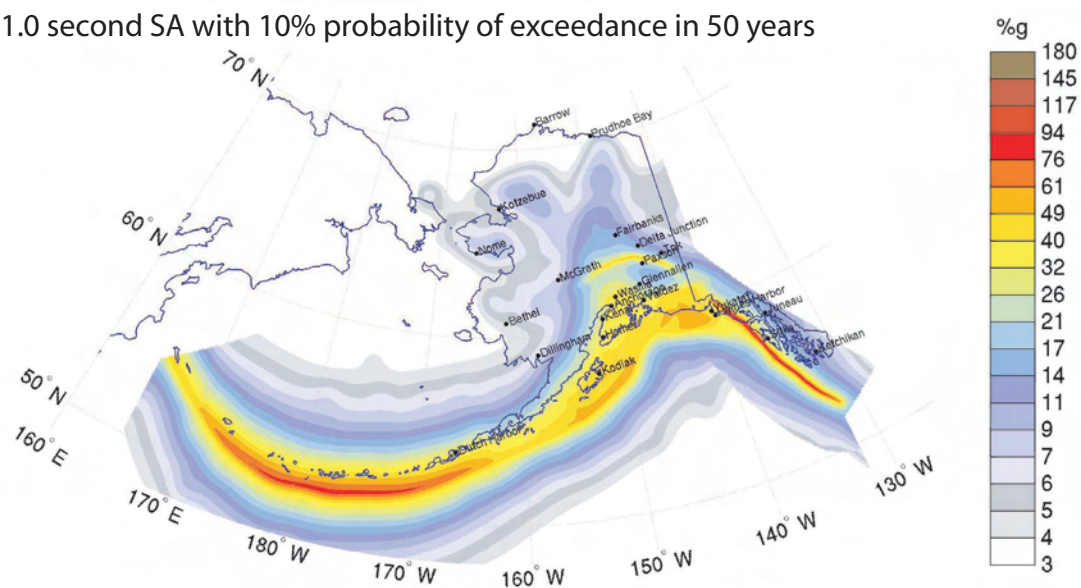 1.0 second SA with 10% probability of exceedance in 50 years
%g
180
145
117
94
76
61
49
40
32
26
21
17
14
11
9
7
6
5
4
3
70° N
60° N
50° N
160° E
170° E
180° W
170° W
160° W
150° W
140° W
130° W
Barrow
Prudhoe Bay
Kotzebue
Nome
Fairbanks
Delta Junction
Tok
Paxson
McGrath
Glennallen
Anchorage
Valdez
Kenai
Homer
Bethel
Dillingham
Kodiak
Dutch Harbor
Yakutat
Juneau
Ketchikan